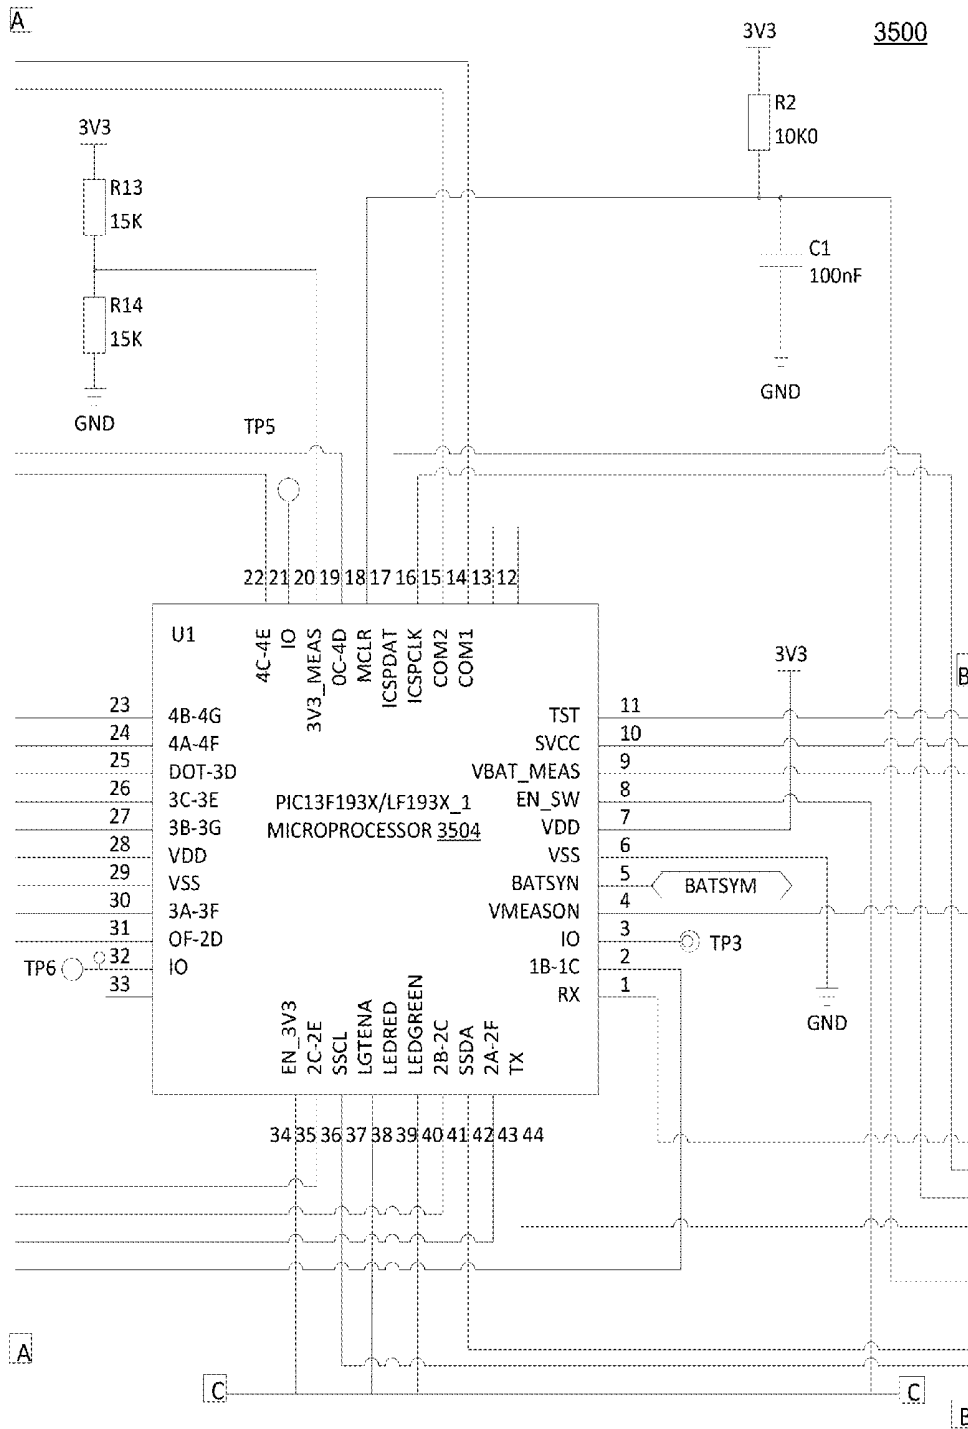 A
3500
3V3
R2
10K0
3V3
R13
15K
C1
100nF
R14
15K
GND
GND
TP5
22 21 20 19 18 17 16 15 14 13 12
U1
4C-4E
IO
3V3_MEAS
0C-4D
MCLR
ICSPDAT
ICSPCLK
COM2
COM1
3V3
B
23 4B-4G
24 4A-4F
25 DOT-3D
26 3C-3E
27 3B-3G
28 VDD
29 VSS
30 3A-3F
31 OF-2D
TP6 32 IO
33
PIC13F193X/LF193X_1
MICROPROCESSOR 3504
TST 11
SVCC 10
VBAT_MEAS 9
EN_SW 8
VDD 7
VSS 6
BATSYN 5 BATSYM
VMEASON 4
IO 3 TP3
1B-1C 2
RX 1
GND
EN_3V3
2C-2E
SSCL
LGTENA
LEDRED
LEDGREEN
2B-2C
SSDA
2A-2F
TX
34 35 36 37 38 39 40 41 42 43 44
A
C
C
B